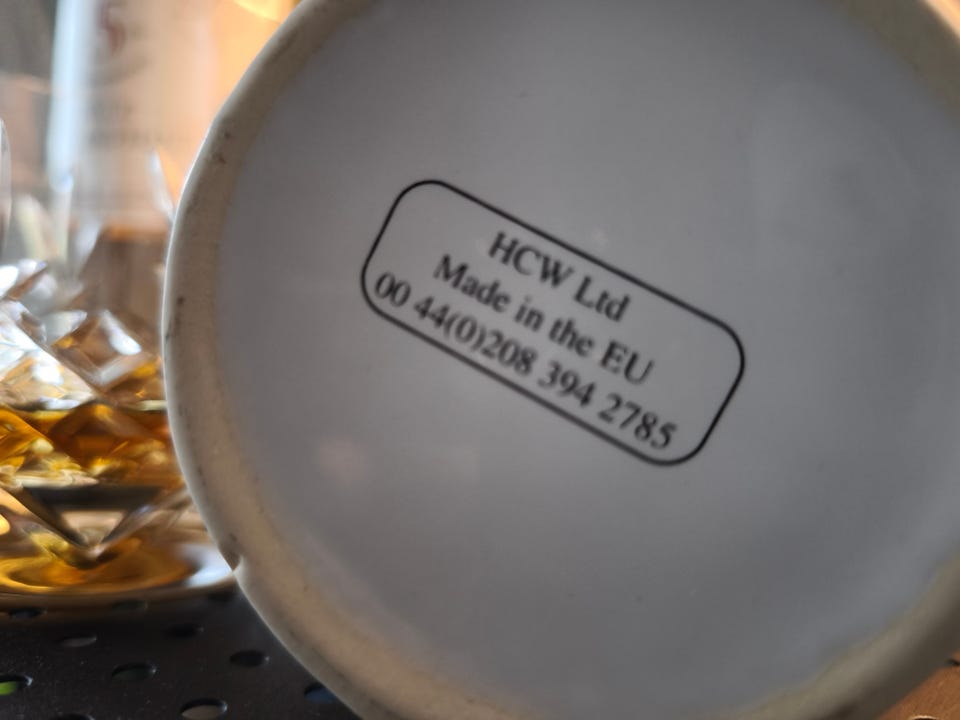 HCW Ltd
Made in the EU
00 44(0)208 394 2785